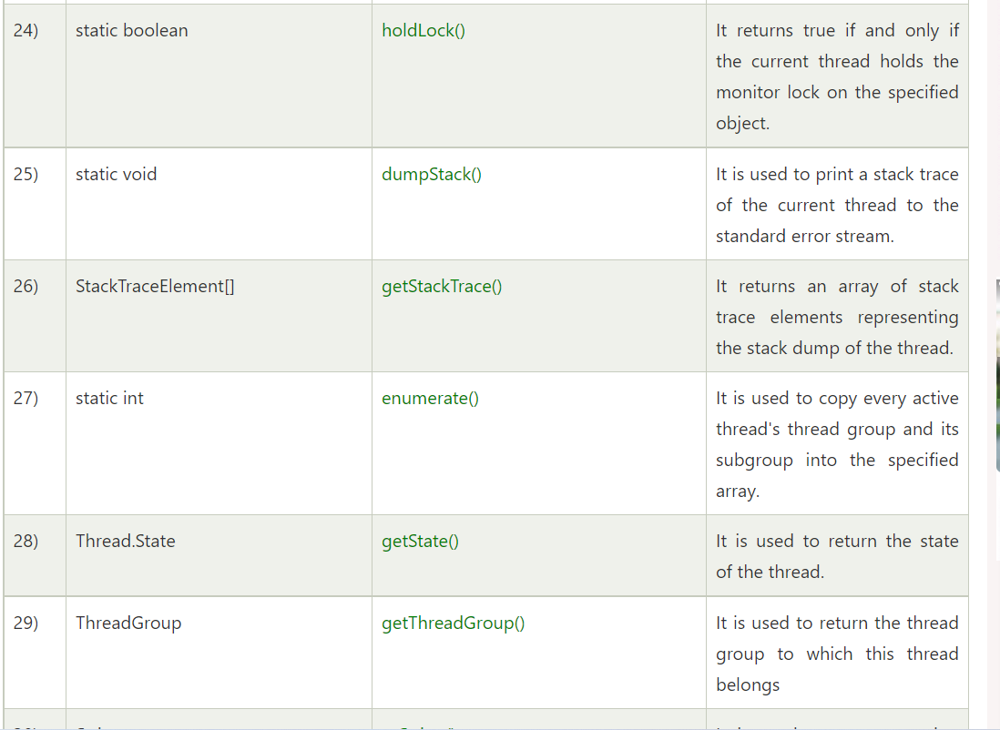 24) static boolean holdLock() It returns true if and only if
the current thread holds the
monitor lock on the specified
object.
25) static void dumpStack() It is used to print a stack trace
of the current thread to the
standard error stream.
26) StackTraceElement[] getStackTrace() It returns an array of stack
trace elements representing
the stack dump of the thread.
27) static int enumerate() It is used to copy every active
thread's thread group and its
subgroup into the specified
array.
28) Thread.State getState() It is used to return the state
of the thread.
29) ThreadGroup getThreadGroup() It is used to return the thread
group to which this thread
belongs